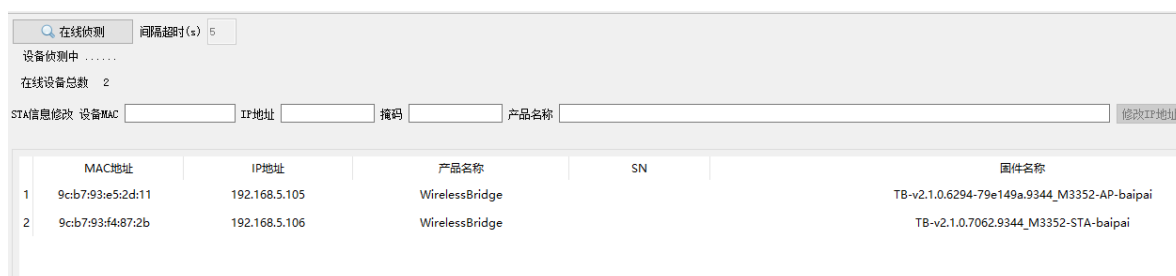 在线侦测 间隔超时(s) 5
设备侦测中 ......
在线设备总数 2
STA信息修改 设备MAC IP地址 掩码 产品名称 修改IP地址
MAC地址 IP地址 产品名称 SN 固件名称
1 9c:b7:93:e5:2d:11 192.168.5.105 WirelessBridge TB-v2.1.0.6294-79e149a.9344_M3352-AP-baipai
2 9c:b7:93:f4:87:2b 192.168.5.106 WirelessBridge TB-v2.1.0.7062.9344_M3352-STA-baipai